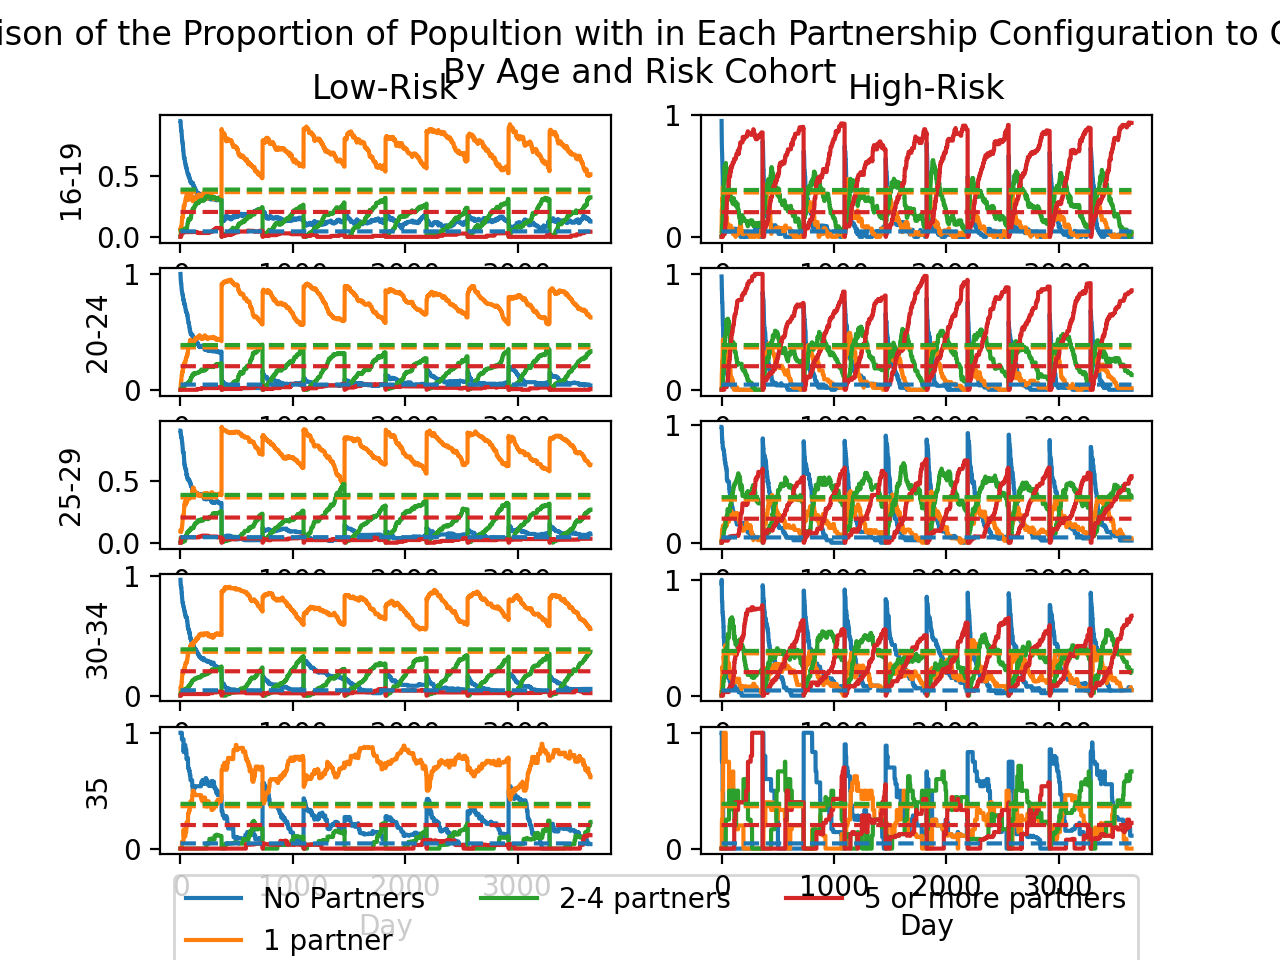 ison of the Proportion of Popultion with in Each Partnership Configuration to
By Age and Risk Cohort
Low-Risk High-Risk
16-19
0.5
0.0
1
0
20-24
1
0
1
0
25-29
0.5
0.0
1
0
30-34
1
0
1
0
35
1
0
1
0
0 1000 2000 3000
0 1000 2000 3000
Day
Day
No Partners 2-4 partners 5 or more partners
1 partner